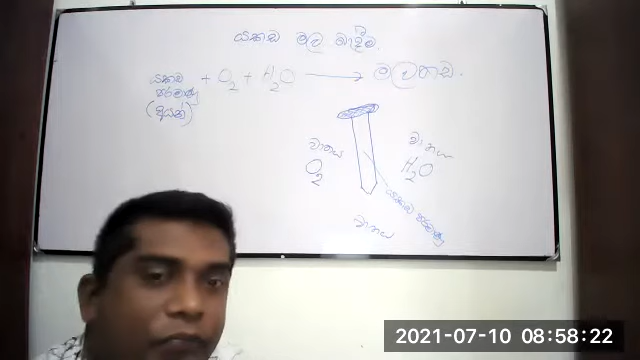 යකඩ මල බැඳීම.
යකඩ පරමාණු (අයන්) + O2 + H2O ⟶ මලකඩ.
වාතය
O2
වාතය
H2O
යකඩ පරමාණු
වාතය
2021-07-10 08:58:22